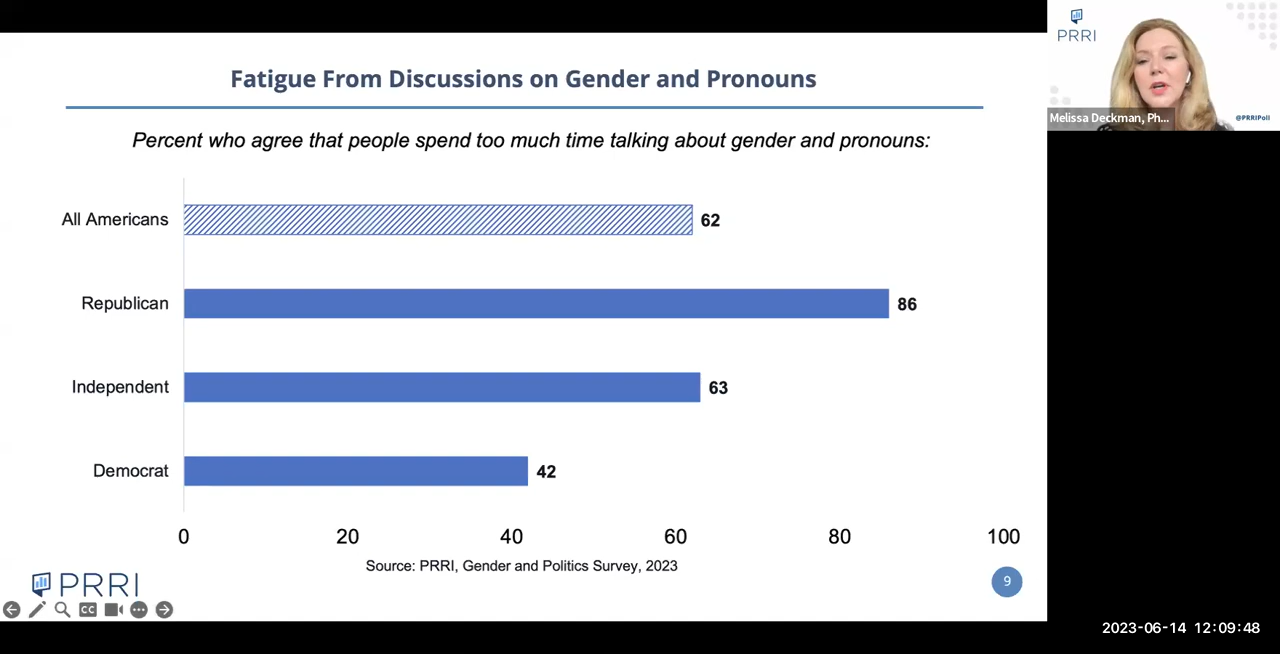 Fatigue From Discussions on Gender and Pronouns
Percent who agree that people spend too much time talking about gender and pronouns:
All Americans
62
Republican
86
Independent
63
Democrat
42
0 20 40 60 80 100
Source: PRRI, Gender and Politics Survey, 2023
PRRI
CC
9
PRRI
Melissa Deckman, Ph...
@PRRIPoll
2023-06-14 12:09:48